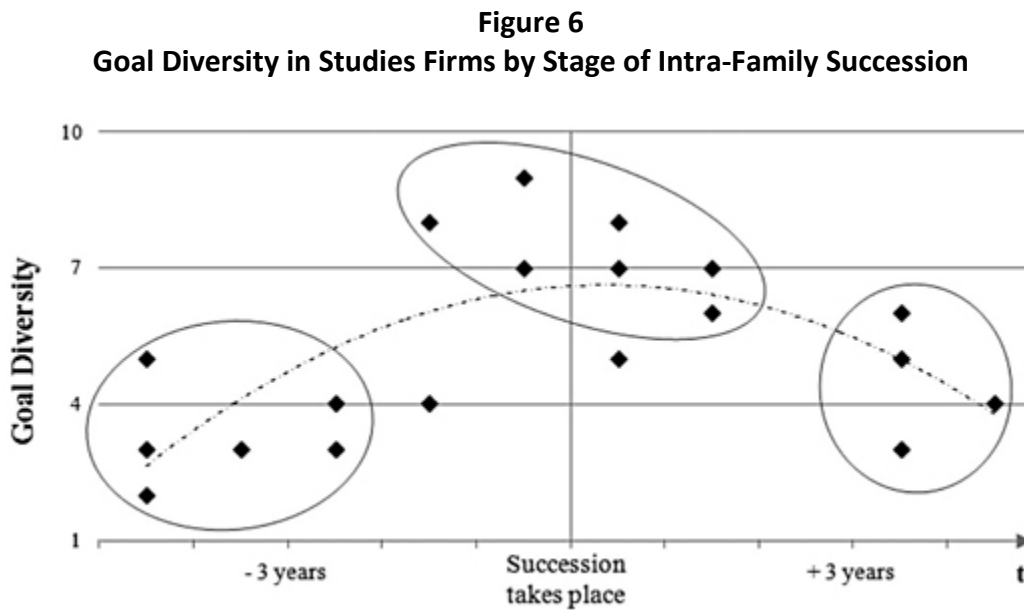 Figure 6
Goal Diversity in Studies Firms by Stage of Intra-Family Succession
10
7
4
1
Goal Diversity
- 3 years
Succession
takes place
+ 3 years
t